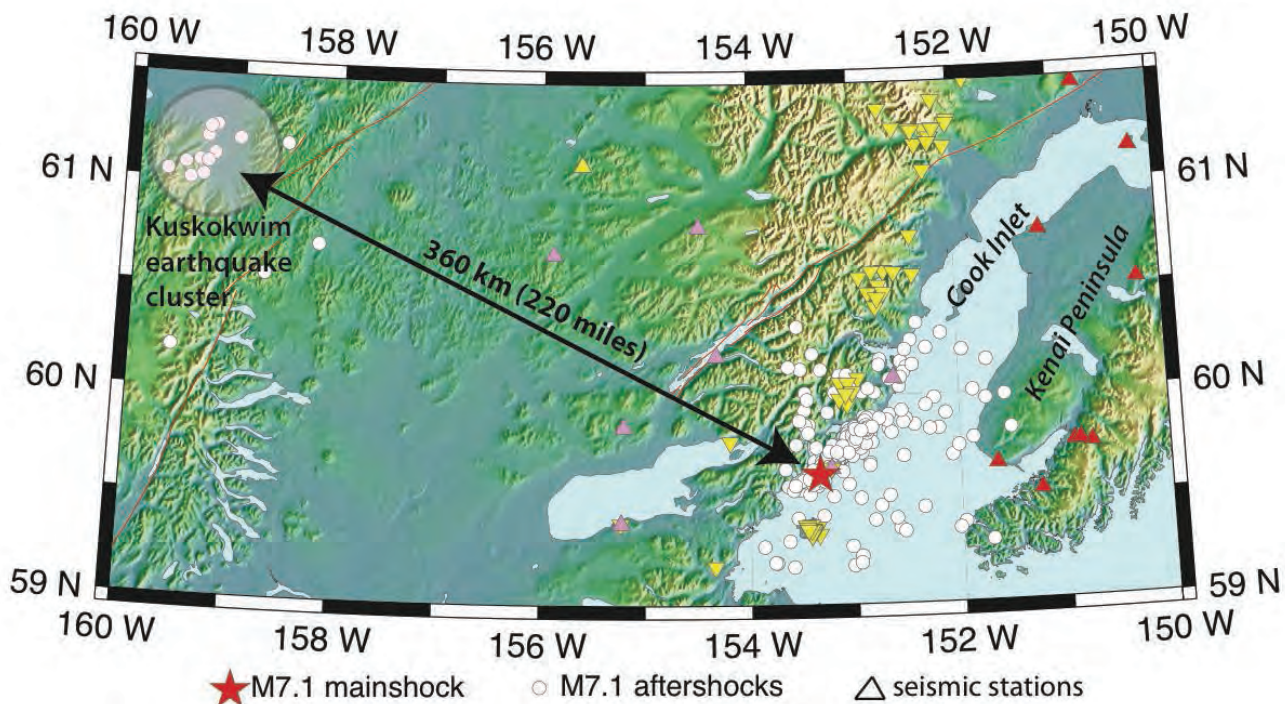 160 W 158 W 156 W 154 W 152 W 150 W
61 N
61 N
Kuskokwim
earthquake
cluster
360 km (220 miles)
Cook Inlet
Kenai Peninsula
60 N
60 N
59 N
59 N
160 W 158 W 156 W 154 W 152 W 150 W
M7.1 mainshock M7.1 aftershocks seismic stations